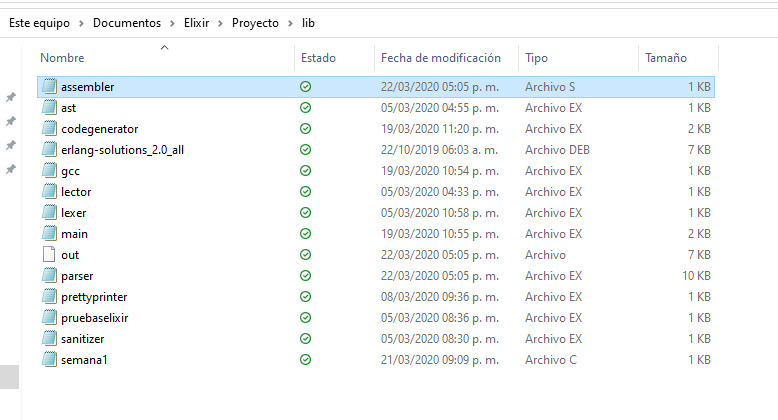 Este equipo > Documentos > Elixir > Proyecto > lib
Nombre Estado Fecha de modificación Tipo Tamaño
assembler 22/03/2020 05:05 p. m. Archivo S 1 KB
ast 05/03/2020 04:55 p. m. Archivo EX 1 KB
codegenerator 19/03/2020 11:20 p. m. Archivo EX 2 KB
erlang-solutions_2.0_all 22/10/2019 06:03 a. m. Archivo DEB 7 KB
gcc 19/03/2020 10:54 p. m. Archivo EX 1 KB
lector 05/03/2020 04:33 p. m. Archivo EX 1 KB
lexer 05/03/2020 10:58 p. m. Archivo EX 1 KB
main 19/03/2020 10:55 p. m. Archivo EX 2 KB
out 22/03/2020 05:05 p. m. Archivo 7 KB
parser 22/03/2020 05:05 p. m. Archivo EX 10 KB
prettyprinter 08/03/2020 09:36 p. m. Archivo EX 1 KB
pruebaselixir 05/03/2020 08:36 p. m. Archivo EX 1 KB
sanitizer 05/03/2020 08:30 p. m. Archivo EX 1 KB
semana1 21/03/2020 09:09 p. m. Archivo C 1 KB